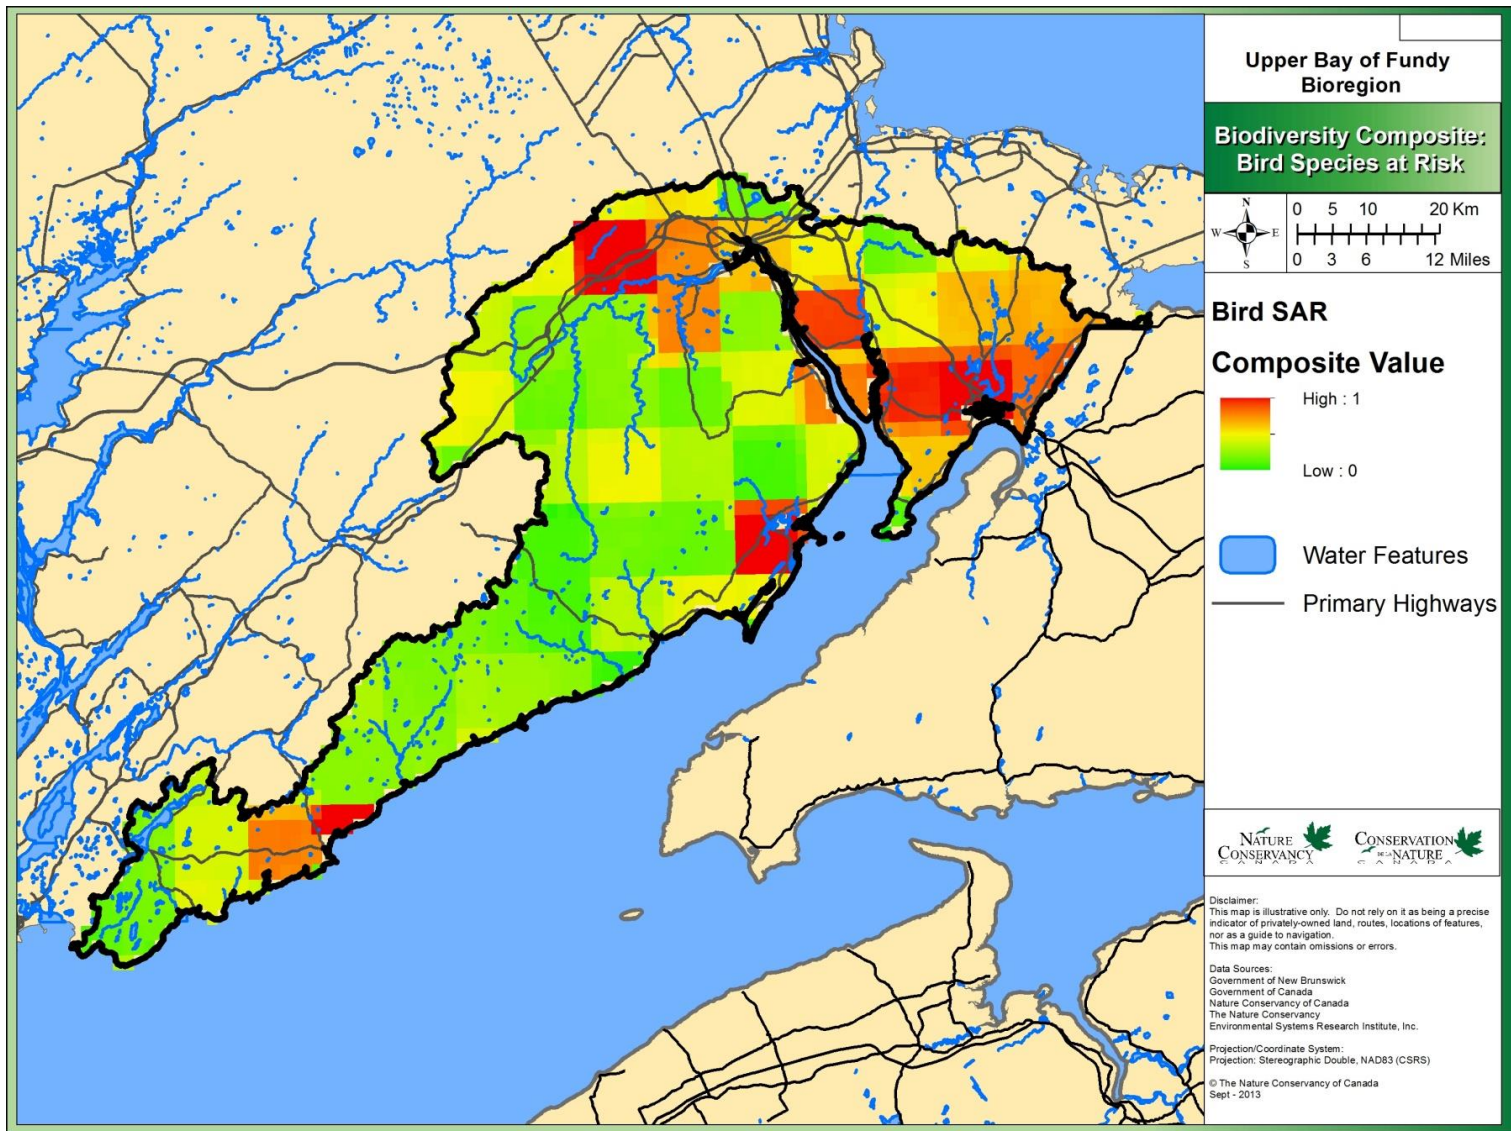 Upper Bay of Fundy
Bioregion
Biodiversity Composite:
Bird Species at Risk
N
W E
S
0 5 10 20 Km
0 3 6 12 Miles
Bird SAR
Composite Value
High : 1
Low : 0
Water Features
Primary Highways
NATURE
CONSERVANCY
CANADA
CONSERVATION
DE LA NATURE
CANADA
Disclaimer:
This map is illustrative only. Do not rely on it as being a precise
indicator of privately-owned land, routes, locations of features,
nor as a guide to navigation.
This map may contain omissions or errors.
Data Sources:
Government of New Brunswick
Government of Canada
Nature Conservancy of Canada
The Nature Conservancy
Environmental Systems Research Institute, Inc.
Projection/Coordinate System:
Projection: Stereographic Double, NAD83 (CSRS)
© The Nature Conservancy of Canada
Sept - 2013